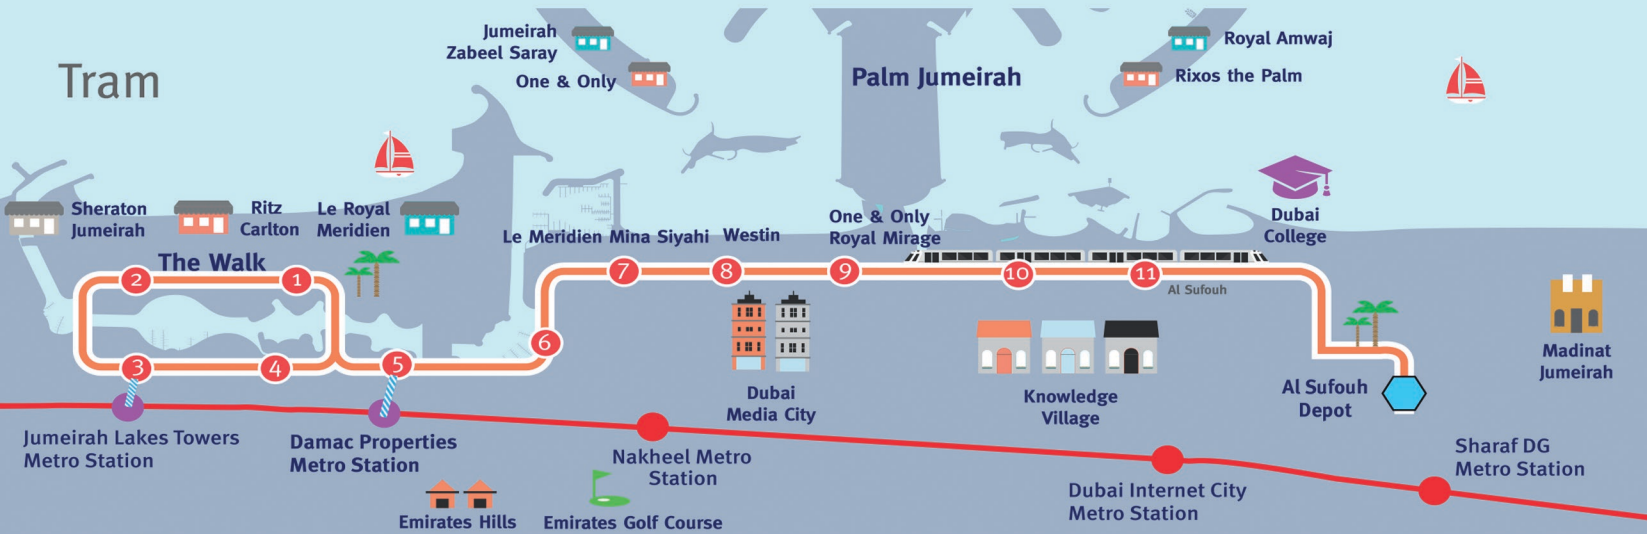 Tram
Jumeirah
Zabeel Saray
One & Only
Palm Jumeirah
Royal Amwaj
Rixos the Palm
Sheraton
Jumeirah
Ritz
Carlton
Le Royal
Meridien
The Walk
Le Meridien Mina Siyahi
Westin
One & Only
Royal Mirage
Dubai
College
2
1
3
4
5
6
7
8
9
10
11
Al Sufouh
Dubai
Media City
Knowledge
Village
Al Sufouh
Depot
Madinat
Jumeirah
Jumeirah Lakes Towers
Metro Station
Damac Properties
Metro Station
Nakheel Metro
Station
Dubai Internet City
Metro Station
Sharaf DG
Metro Station
Emirates Hills
Emirates Golf Course